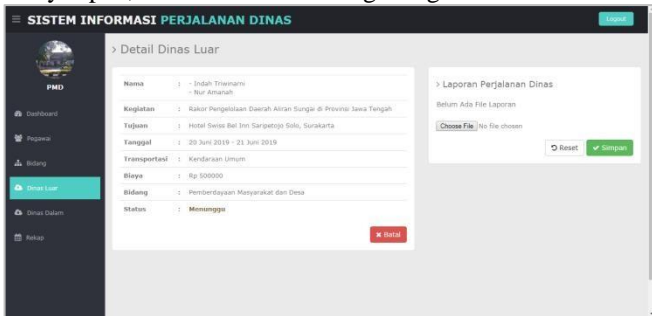 ≡ SISTEM INFORMASI PERJALANAN DINAS
Logout
PMD
Dashboard
Pegawai
Bidang
Dinas Luar
Dinas Dalam
Rekap
> Detail Dinas Luar
Nama : - Indah Triwinarni
- Nur Amanah
Kegiatan : Rakor Pengelolaan Daerah Aliran Sungai di Provinsi Jawa Tengah
Tujuan : Hotel Swiss Bel Inn Saripetojo Solo, Surakarta
Tanggal : 20 Juni 2019 - 21 Juni 2019
Transportasi : Kendaraan Umum
Biaya : Rp 500000
Bidang : Pemberdayaan Masyarakat dan Desa
Status : Menunggu
× Batal
> Laporan Perjalanan Dinas
Belum Ada File Laporan
Choose File No file chosen
Reset ✔ Simpan